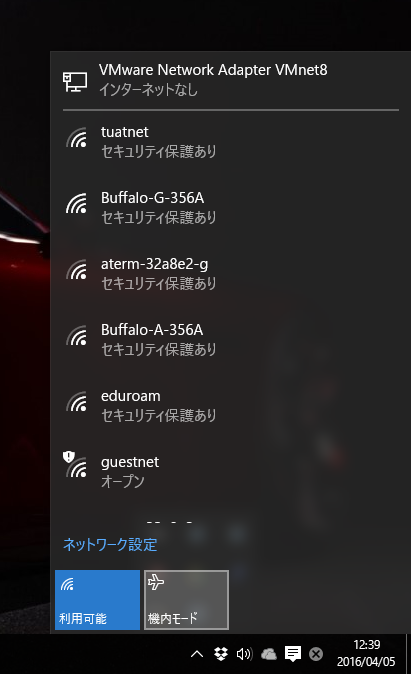 VMware Network Adapter VMnet8
インターネットなし
tuatnet
セキュリティ保護あり
Buffalo-G-356A
セキュリティ保護あり
aterm-32a8e2-g
セキュリティ保護あり
Buffalo-A-356A
セキュリティ保護あり
eduroam
セキュリティ保護あり
guestnet
オープン
ネットワーク設定
利用可能
機内モード
12:39
2016/04/05